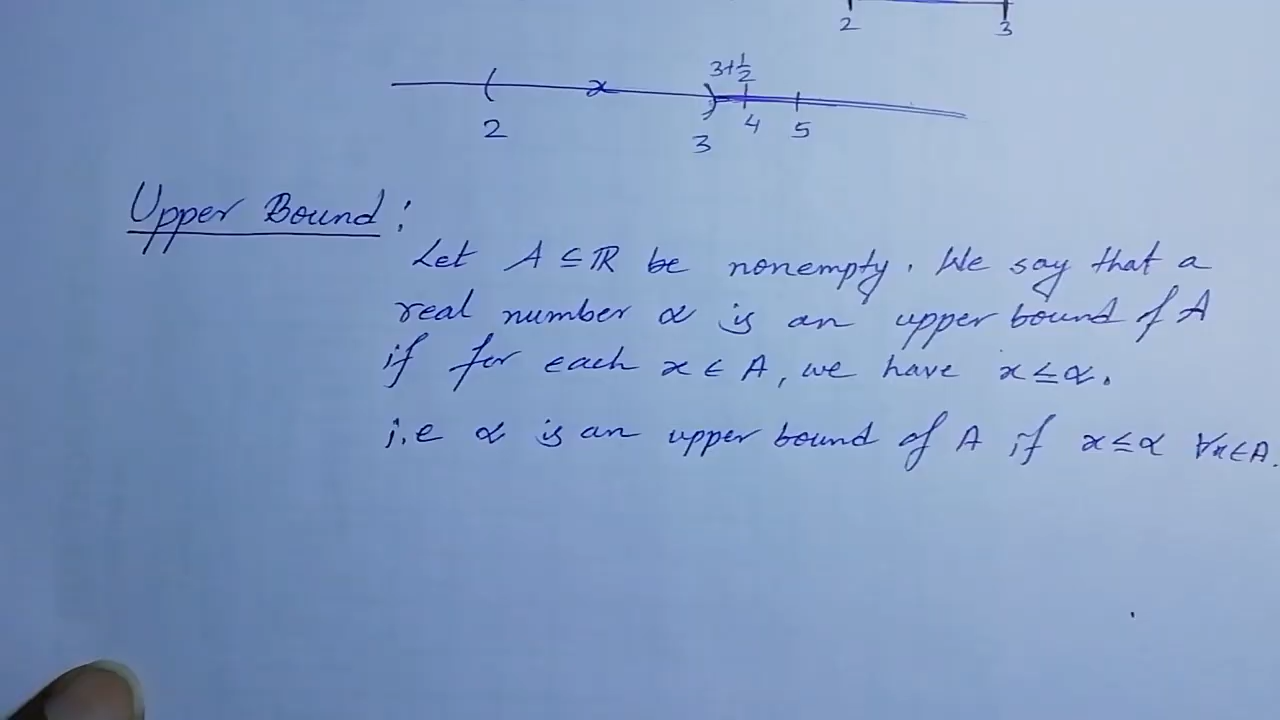 2 3
3+1/2
2 3 4 5
Upper Bound:
Let A ⊆ ℝ be nonempty. We say that a
real number α is an upper bound of A
if for each x ∈ A, we have x ≤ α.
i.e α is an upper bound of A if x ≤ α ∀x∈A.